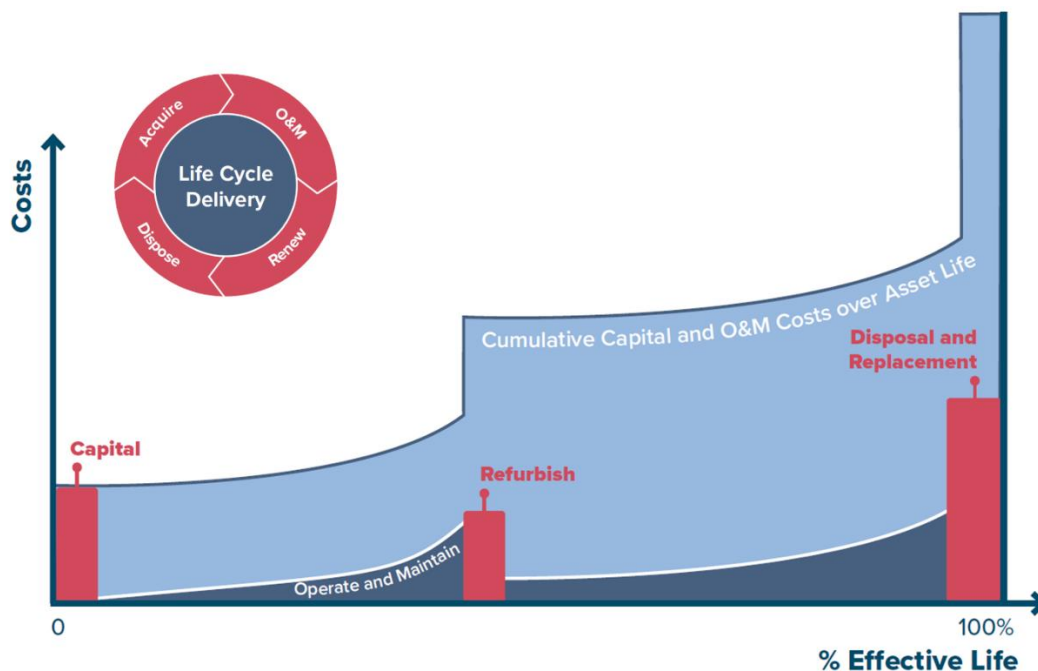 Costs
Acquire
O&M
Renew
Dispose
Life Cycle
Delivery
Cumulative Capital and O&M Costs over Asset Life
Disposal and
Replacement
Capital
Refurbish
Operate and Maintain
0
100%
% Effective Life